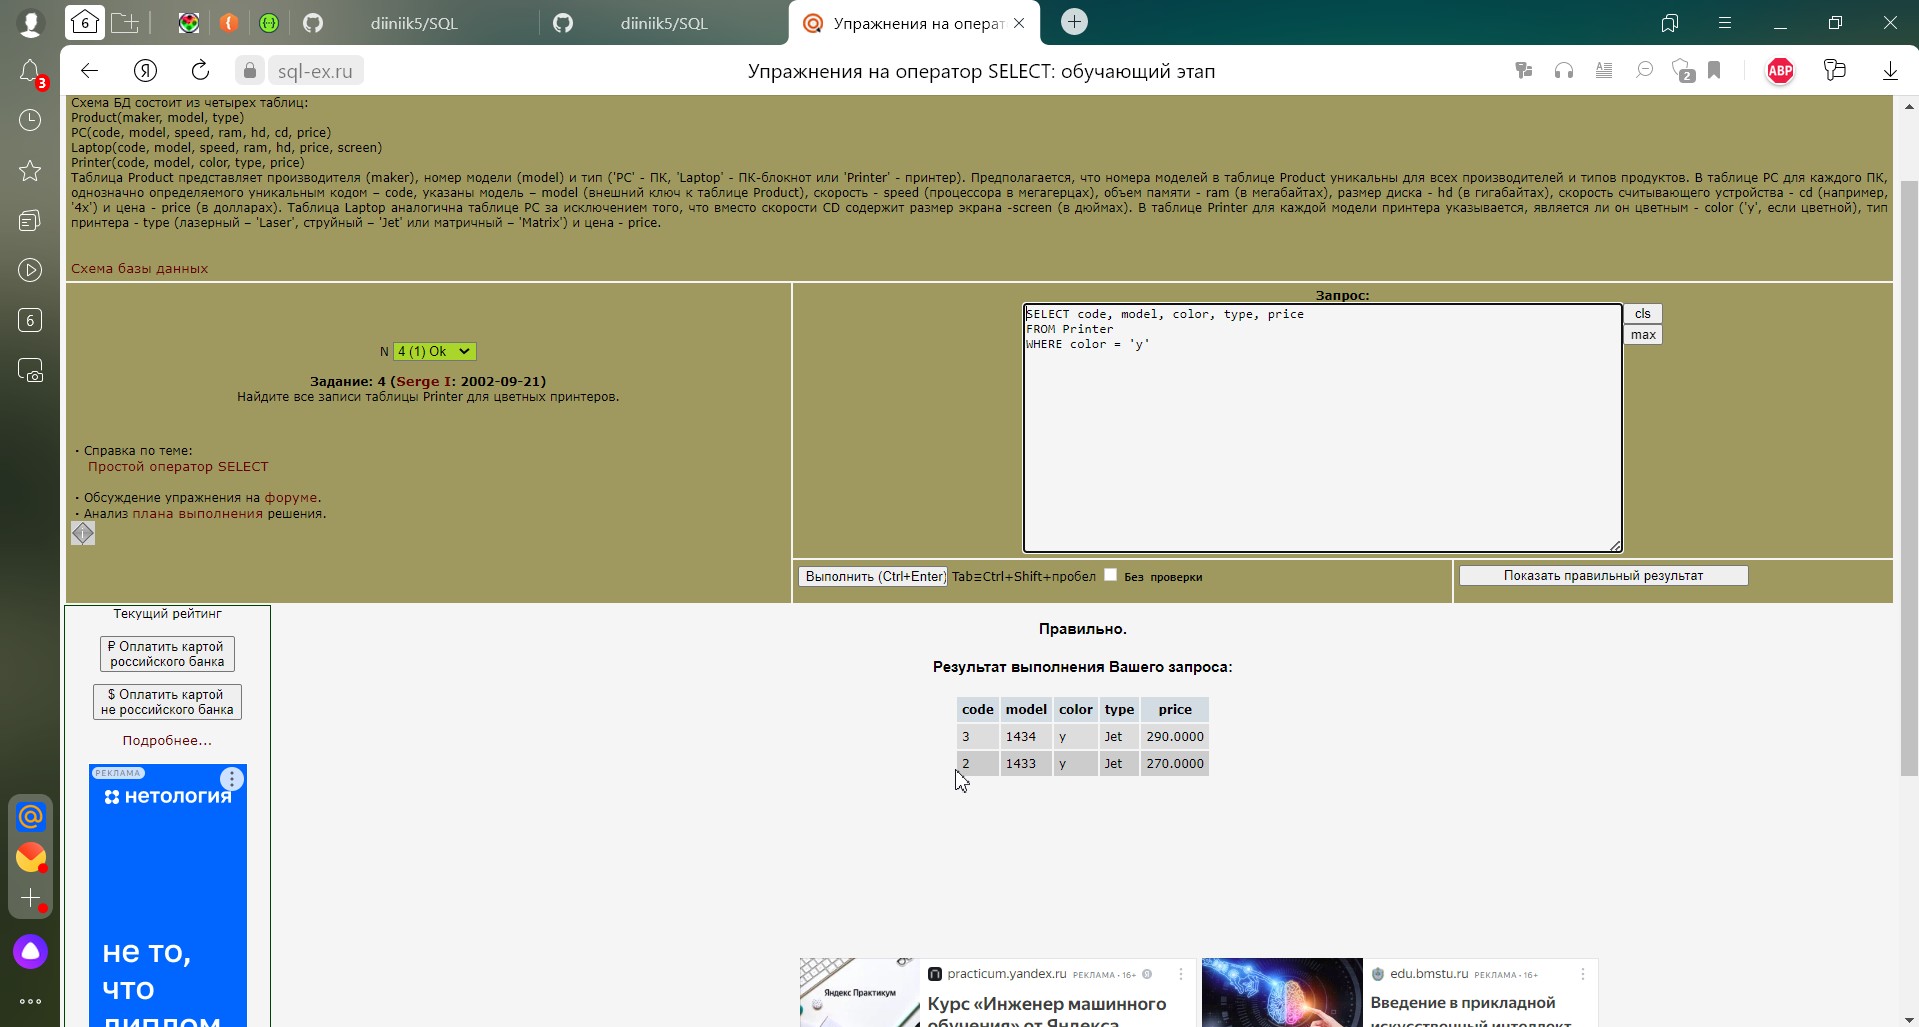 6
diiniik5/SQL
diiniik5/SQL
Упражнения на операт
3
Я
sql-ex.ru
Упражнения на оператор SELECT: обучающий этап
2
ABP
Схема БД состоит из четырех таблиц:
Product(maker, model, type)
PC(code, model, speed, ram, hd, cd, price)
Laptop(code, model, speed, ram, hd, price, screen)
Printer(code, model, color, type, price)
Таблица Product представляет производителя (maker), номер модели (model) и тип ('PC' - ПК, 'Laptop' - ПК-блокнот или 'Printer' - принтер). Предполагается, что номера моделей в таблице Product уникальны для всех производителей и типов продуктов. В таблице PC для каждого ПК,
однозначно определяемого уникальным кодом – code, указаны модель – model (внешний ключ к таблице Product), скорость - speed (процессора в мегагерцах), объем памяти - ram (в мегабайтах), размер диска - hd (в гигабайтах), скорость считывающего устройства - cd (например,
'4x') и цена - price (в долларах). Таблица Laptop аналогична таблице PC за исключением того, что вместо скорости CD содержит размер экрана -screen (в дюймах). В таблице Printer для каждой модели принтера указывается, является ли он цветным - color ('y', если цветной), тип
принтера - type (лазерный – 'Laser', струйный – 'Jet' или матричный – 'Matrix') и цена - price.
Схема базы данных
6
N 4 (1) Ok
Задание: 4 (Serge I: 2002-09-21)
Найдите все записи таблицы Printer для цветных принтеров.
• Справка по теме:
Простой оператор SELECT
• Обсуждение упражнения на форуме.
• Анализ плана выполнения решения.
Запрос:
SELECT code, model, color, type, price
FROM Printer
WHERE color = 'y'
cls
max
Выполнить (Ctrl+Enter) Tab≡Ctrl+Shift+пробел Без проверки
Показать правильный результат
Текущий рейтинг
₽ Оплатить картой
российского банка
$ Оплатить картой
не российского банка
Подробнее...
РЕКЛАМА
нетология
не то,
что
диплом
Правильно.
Результат выполнения Вашего запроса:
code model color type price
3 1434 y Jet 290.0000
2 1433 y Jet 270.0000
Яндекс Практикум
practicum.yandex.ru РЕКЛАМА • 16+
Курс «Инженер машинного
обучения» от Яндекса
edu.bmstu.ru РЕКЛАМА • 16+
Введение в прикладной
искусственный интеллект